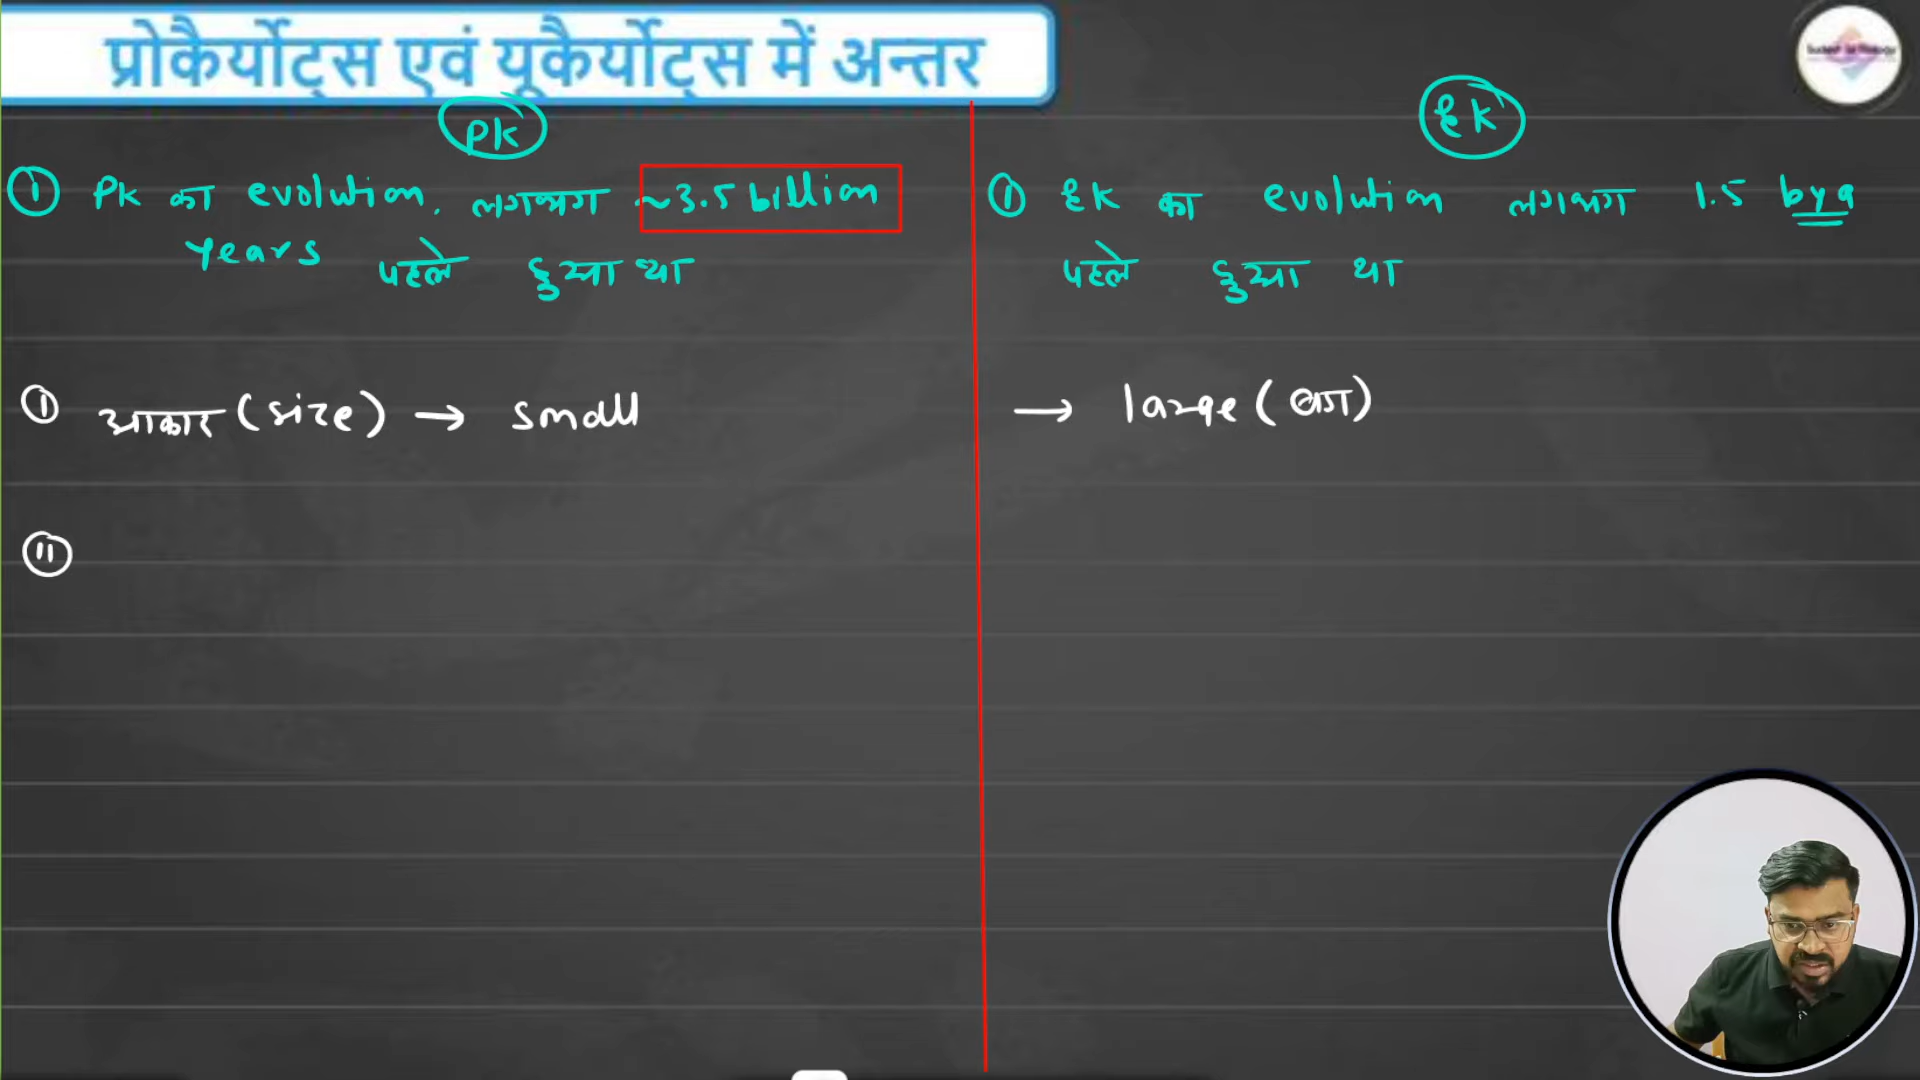 प्रोकैर्योट्स एवं यूकैर्योट्स में अन्तर
PK
EK
① PK का evolution, लगभग ~3.5 billion
years पहले हुआ था
① EK का evolution लगभग 1.5 bya
पहले हुआ था
① आकार (size) → small
→ large (बड़ा)
⑪